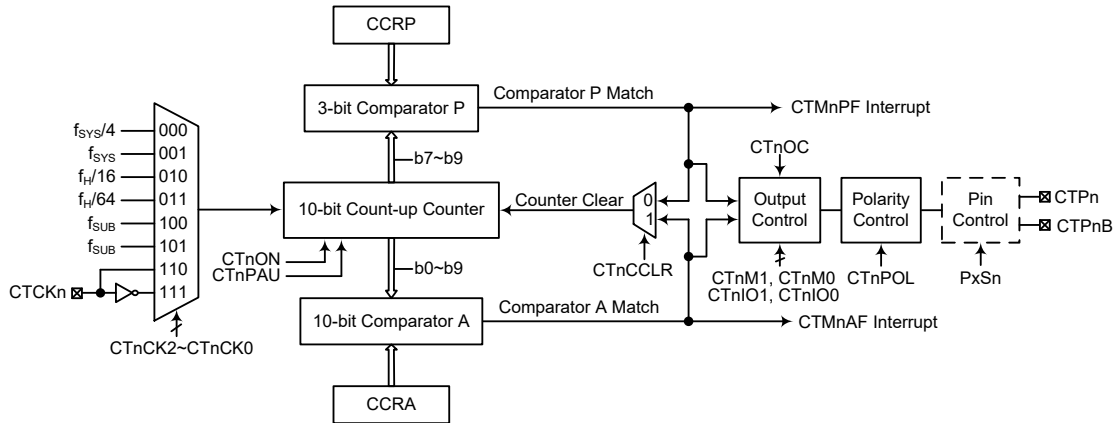 CCRP
3-bit Comparator P
Comparator P Match
CTMnPF Interrupt
b7~b9
fSYS/4
fSYS
fH/16
fH/64
fSUB
fSUB
CTCKn
000
001
010
011
100
101
110
111
CTnCK2~CTnCK0
10-bit Count-up Counter
CTnON
CTnPAU
Counter Clear
0
1
CTnCCLR
b0~b9
10-bit Comparator A
Comparator A Match
CTMnAF Interrupt
CCRA
CTnOC
Output
Control
CTnM1, CTnM0
CTnIO1, CTnIO0
Polarity
Control
CTnPOL
Pin
Control
PxSn
CTPn
CTPnB